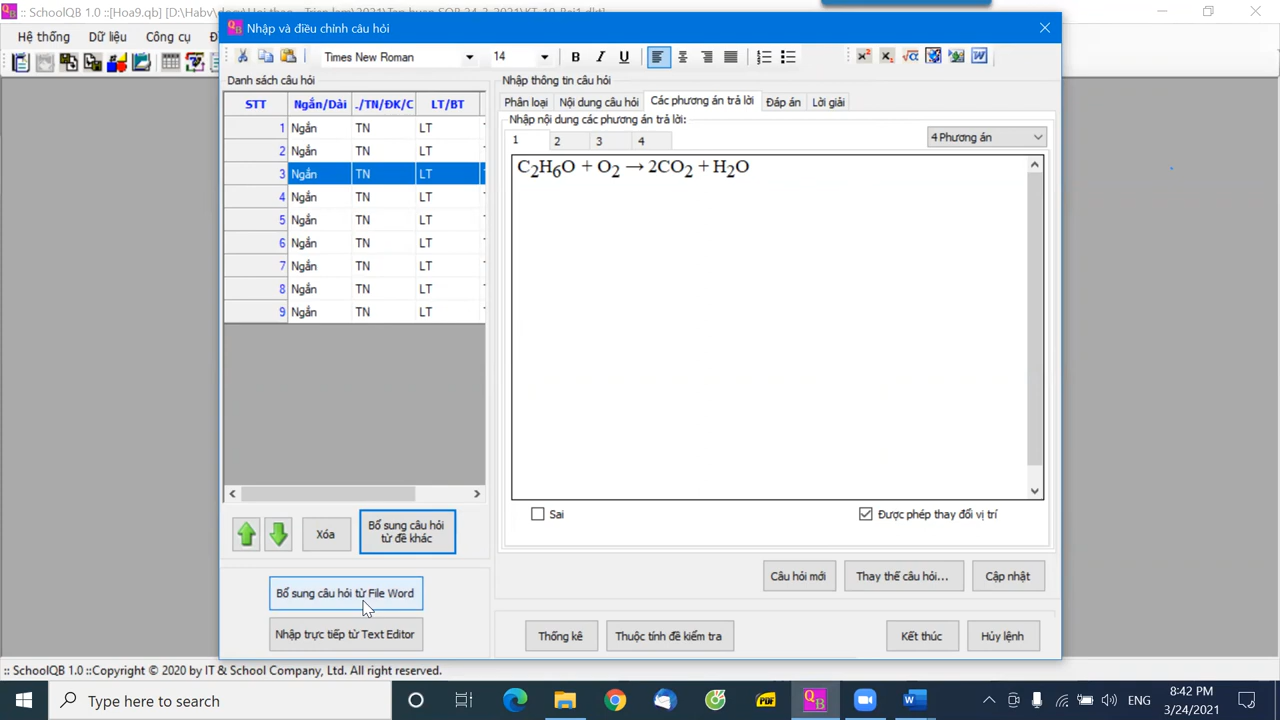 :: SchoolQB 1.0 ::[Hoa9.qb]
Hệ thống Dữ liệu Công cụ
Nhập và điều chỉnh câu hỏi
Times New Roman 14 B I U
Danh sách câu hỏi
Nhập thông tin câu hỏi
STT Ngắn/Dài ./TN/ĐK/C LT/BT
1 Ngắn TN LT
2 Ngắn TN LT
3 Ngắn TN LT
4 Ngắn TN LT
5 Ngắn TN LT
6 Ngắn TN LT
7 Ngắn TN LT
8 Ngắn TN LT
9 Ngắn TN LT
Phân loại Nội dung câu hỏi Các phương án trả lời Đáp án Lời giải
Nhập nội dung các phương án trả lời:
1 2 3 4 4 Phương án
C2H6O + O2 → 2CO2 + H2O
Sai Được phép thay đổi vị trí
Xóa
Bổ sung câu hỏi
từ đề khác
Câu hỏi mới Thay thế câu hỏi... Cập nhật
Bổ sung câu hỏi từ File Word
Nhập trực tiếp từ Text Editor
Thống kê Thuộc tính đề kiểm tra Kết thúc Hủy lệnh
:: SchoolQB 1.0 ::Copyright © 2020 by IT & School Company, Ltd. All right reserved.
Type here to search
ENG
8:42 PM
3/24/2021